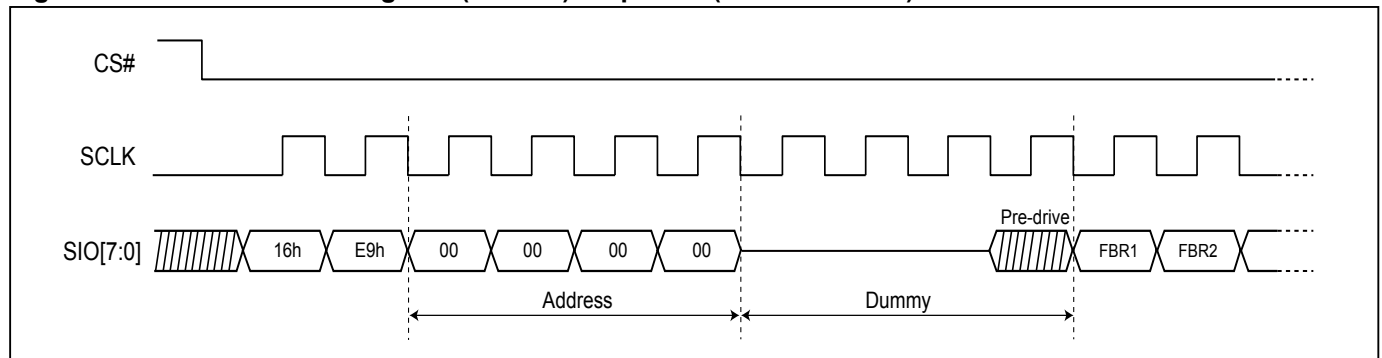 CS#
SCLK
Pre-drive
SIO[7:0] 16h E9h 00 00 00 00 FBR1 FBR2
Address Dummy